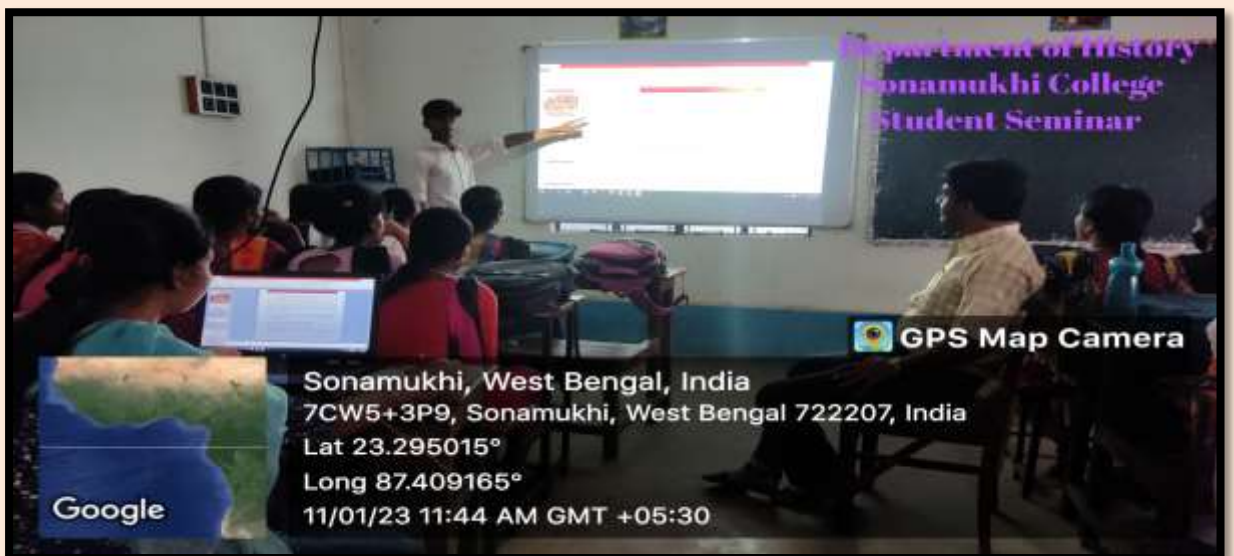 Department of History
Sonamukhi College
Student Seminar
GPS Map Camera
Sonamukhi, West Bengal, India
7CW5+3P9, Sonamukhi, West Bengal 722207, India
Lat 23.295015°
Long 87.409165°
11/01/23 11:44 AM GMT +05:30
Google